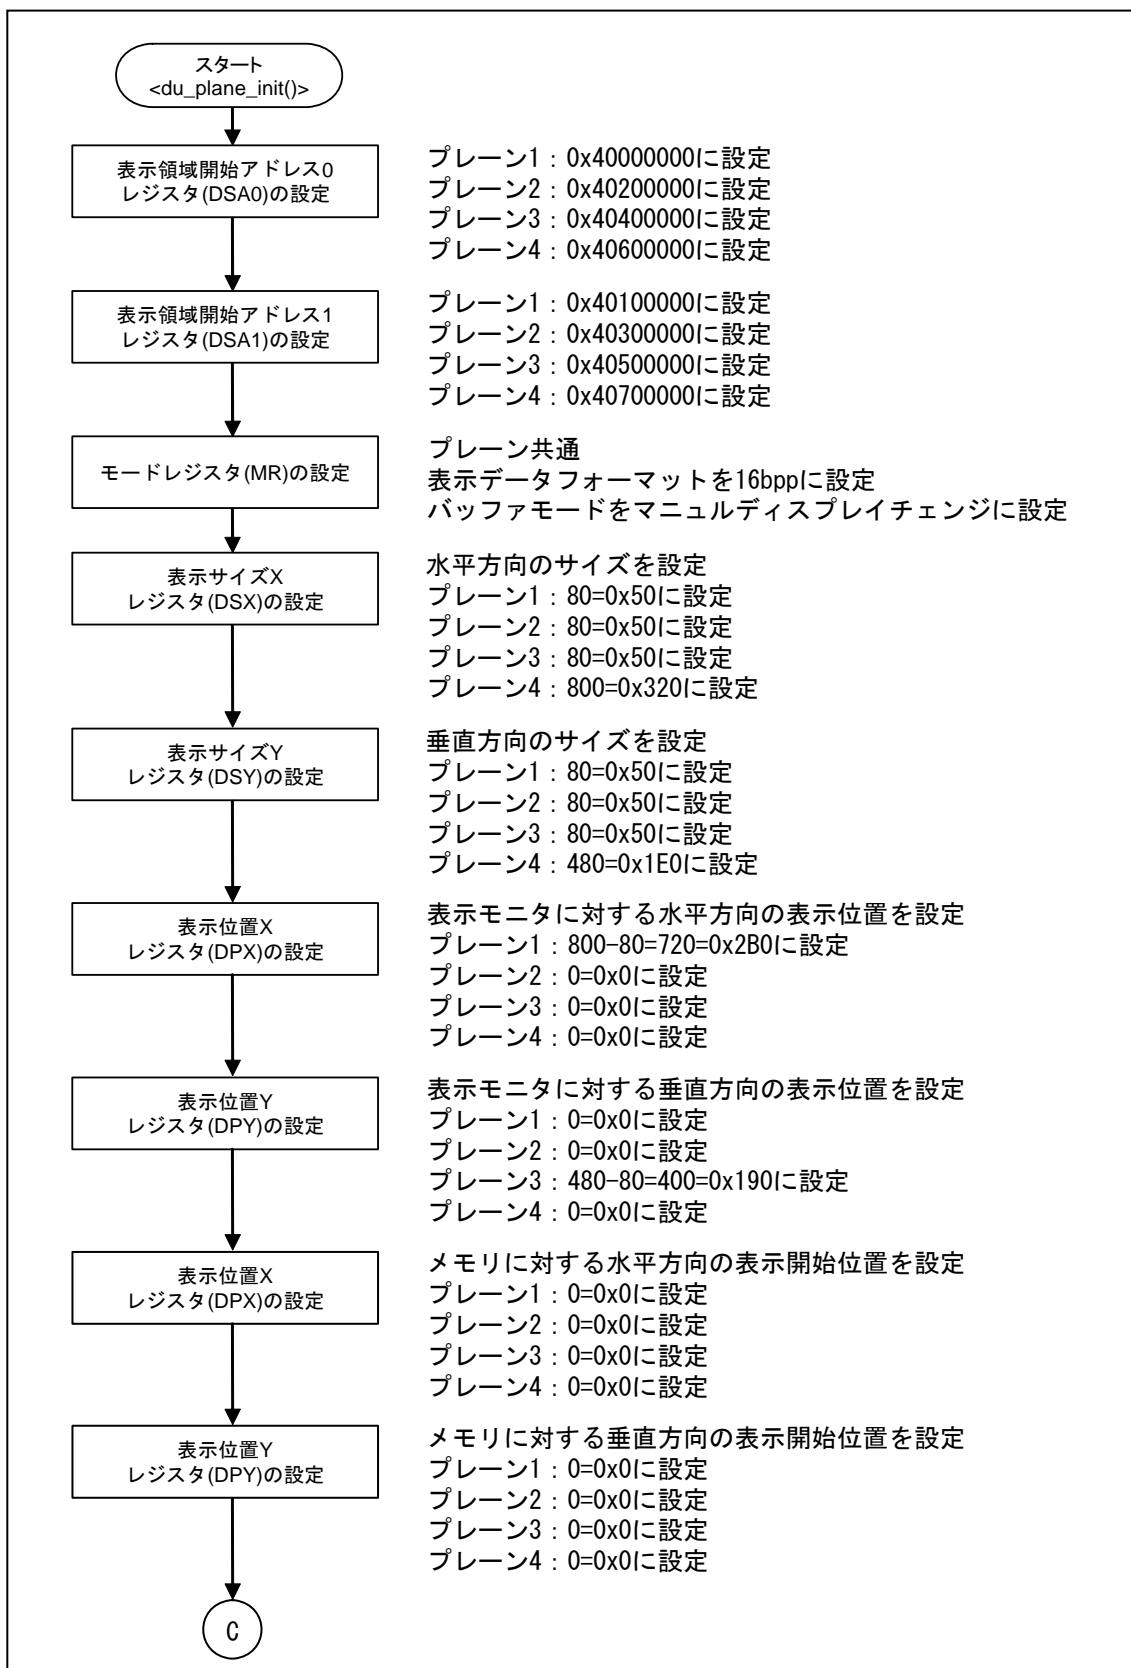 スタート
<du_plane_init()>
表示領域開始アドレス0
レジスタ(DSA0)の設定
プレーン1：0x40000000に設定
プレーン2：0x40200000に設定
プレーン3：0x40400000に設定
プレーン4：0x40600000に設定
表示領域開始アドレス1
レジスタ(DSA1)の設定
プレーン1：0x40100000に設定
プレーン2：0x40300000に設定
プレーン3：0x40500000に設定
プレーン4：0x40700000に設定
モードレジスタ(MR)の設定
プレーン共通
表示データフォーマットを16bppに設定
バッファモードをマニュルディスプレイチェンジに設定
表示サイズX
レジスタ(DSX)の設定
水平方向のサイズを設定
プレーン1：80=0x50に設定
プレーン2：80=0x50に設定
プレーン3：80=0x50に設定
プレーン4：800=0x320に設定
表示サイズY
レジスタ(DSY)の設定
垂直方向のサイズを設定
プレーン1：80=0x50に設定
プレーン2：80=0x50に設定
プレーン3：80=0x50に設定
プレーン4：480=0x1E0に設定
表示位置X
レジスタ(DPX)の設定
表示モニタに対する水平方向の表示位置を設定
プレーン1：800-80=720=0x2B0に設定
プレーン2：0=0x0に設定
プレーン3：0=0x0に設定
プレーン4：0=0x0に設定
表示位置Y
レジスタ(DPY)の設定
表示モニタに対する垂直方向の表示位置を設定
プレーン1：0=0x0に設定
プレーン2：0=0x0に設定
プレーン3：480-80=400=0x190に設定
プレーン4：0=0x0に設定
表示位置X
レジスタ(DPX)の設定
メモリに対する水平方向の表示開始位置を設定
プレーン1：0=0x0に設定
プレーン2：0=0x0に設定
プレーン3：0=0x0に設定
プレーン4：0=0x0に設定
表示位置Y
レジスタ(DPY)の設定
メモリに対する垂直方向の表示開始位置を設定
プレーン1：0=0x0に設定
プレーン2：0=0x0に設定
プレーン3：0=0x0に設定
プレーン4：0=0x0に設定
C